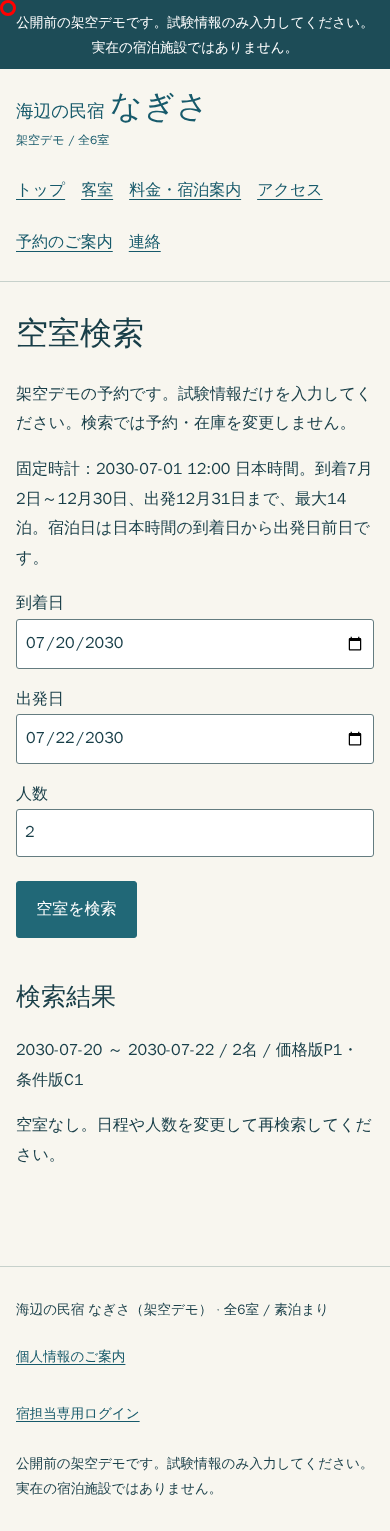 公開前の架空デモです。試験情報のみ入力してください。
実在の宿泊施設ではありません。
海辺の民宿 なぎさ
架空デモ / 全6室
トップ 客室 料金・宿泊案内 アクセス
予約のご案内 連絡
空室検索
架空デモの予約です。試験情報だけを入力してく
ださい。検索では予約・在庫を変更しません。
固定時計：2030-07-01 12:00 日本時間。到着7月
2日～12月30日、出発12月31日まで、最大14
泊。宿泊日は日本時間の到着日から出発日前日で
す。
到着日
07/20/2030
出発日
07/22/2030
人数
2
空室を検索
検索結果
2030-07-20 ～ 2030-07-22 / 2名 / 価格版P1・
条件版C1
空室なし。日程や人数を変更して再検索してくだ
さい。
海辺の民宿 なぎさ（架空デモ） · 全6室 / 素泊まり
個人情報のご案内
宿担当専用ログイン
公開前の架空デモです。試験情報のみ入力してください。
実在の宿泊施設ではありません。